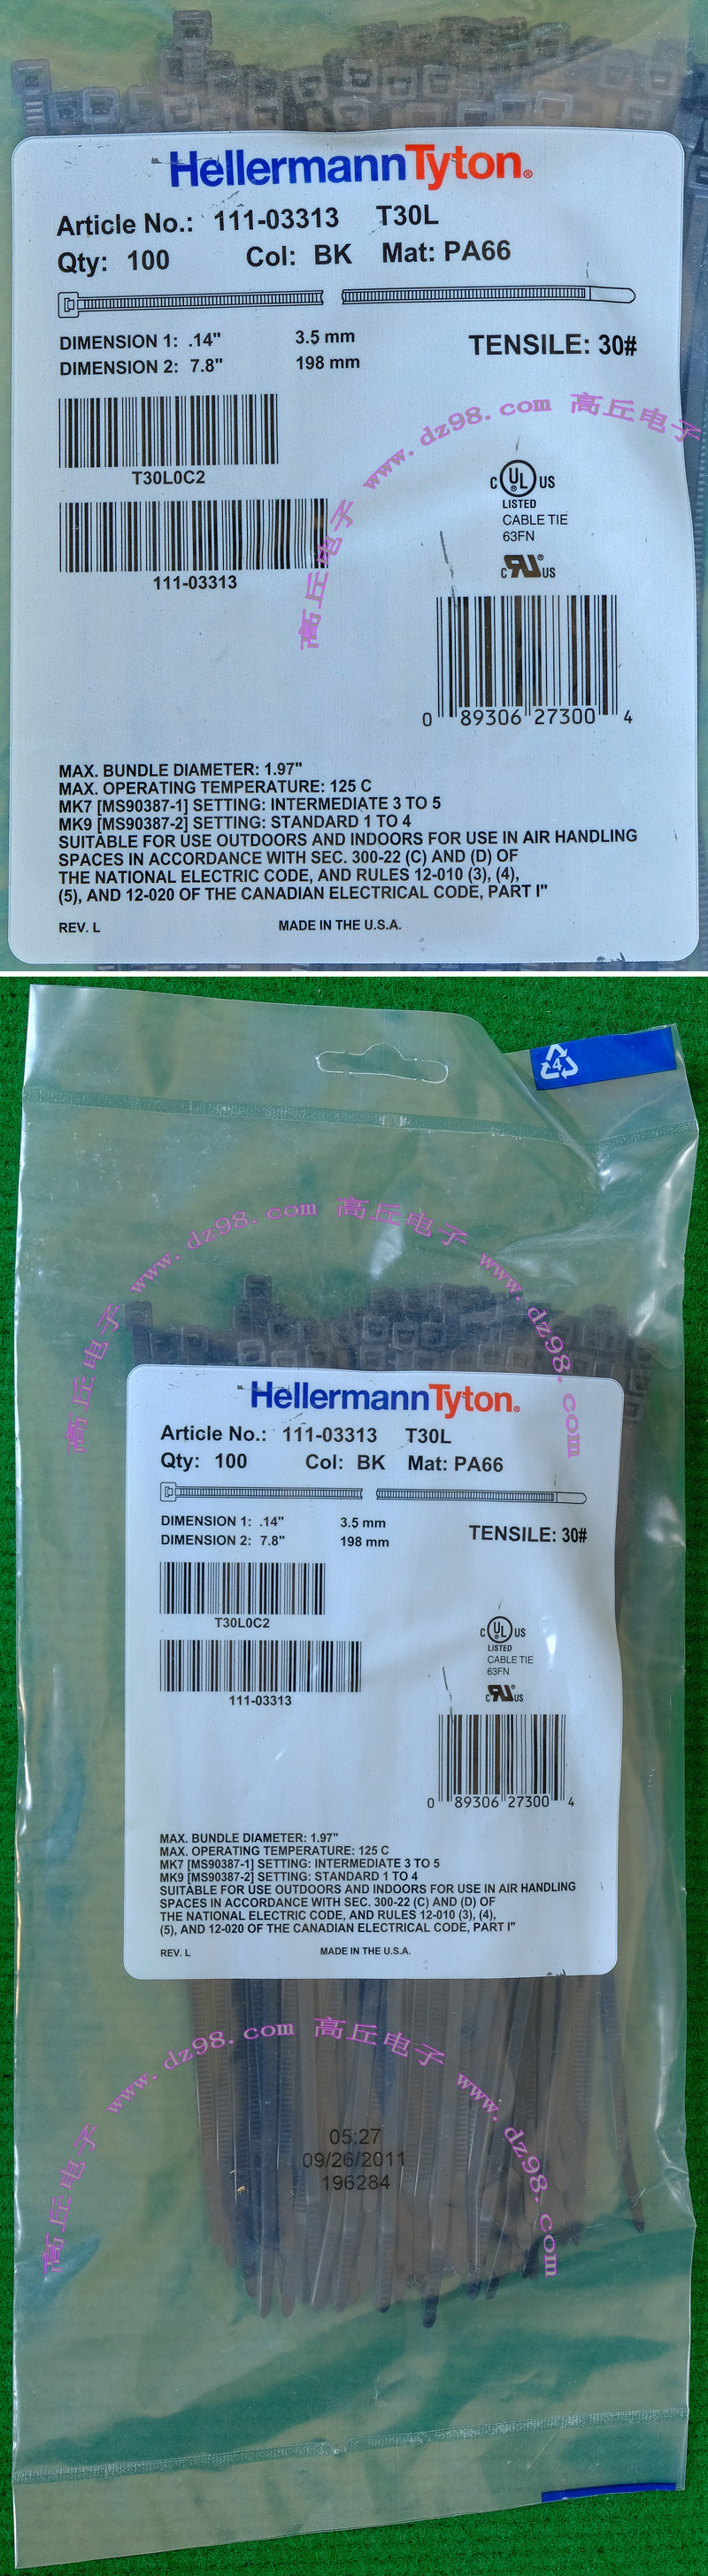 HellermannTyton®
Article No.: 111-03313 T30L
Qty: 100 Col: BK Mat: PA66
DIMENSION 1: .14" 3.5 mm
DIMENSION 2: 7.8" 198 mm
TENSILE: 30#
T30L0C2
111-03313
www.dz98.com 高丘电子
高丘电子
C UL ® US
LISTED
CABLE TIE
63FN
C RU ® US
0 89306 27300 4
MAX. BUNDLE DIAMETER: 1.97"
MAX. OPERATING TEMPERATURE: 125 C
MK7 [MS90387-1] SETTING: INTERMEDIATE 3 TO 5
MK9 [MS90387-2] SETTING: STANDARD 1 TO 4
SUITABLE FOR USE OUTDOORS AND INDOORS FOR USE IN AIR HANDLING
SPACES IN ACCORDANCE WITH SEC. 300-22 (C) AND (D) OF
THE NATIONAL ELECTRIC CODE, AND RULES 12-010 (3), (4),
(5), AND 12-020 OF THE CANADIAN ELECTRICAL CODE, PART I"
REV. L MADE IN THE U.S.A.
4
高丘电子 www.dz98.com 高丘电子 www.dz98.com
HellermannTyton®
Article No.: 111-03313 T30L
Qty: 100 Col: BK Mat: PA66
DIMENSION 1: .14" 3.5 mm
DIMENSION 2: 7.8" 198 mm
TENSILE: 30#
T30L0C2
111-03313
C UL US
LISTED
CABLE TIE
63FN
C RU US
0 89306 27300 4
MAX. BUNDLE DIAMETER: 1.97"
MAX. OPERATING TEMPERATURE: 125 C
MK7 [MS90387-1] SETTING: INTERMEDIATE 3 TO 5
MK9 [MS90387-2] SETTING: STANDARD 1 TO 4
SUITABLE FOR USE OUTDOORS AND INDOORS FOR USE IN AIR HANDLING
SPACES IN ACCORDANCE WITH SEC. 300-22 (C) AND (D) OF
THE NATIONAL ELECTRIC CODE, AND RULES 12-010 (3), (4),
(5), AND 12-020 OF THE CANADIAN ELECTRICAL CODE, PART I"
REV. L MADE IN THE U.S.A.
高丘电子 www.dz98.com 高丘电子 www.dz98.com
05:27
09/26/2011
196284